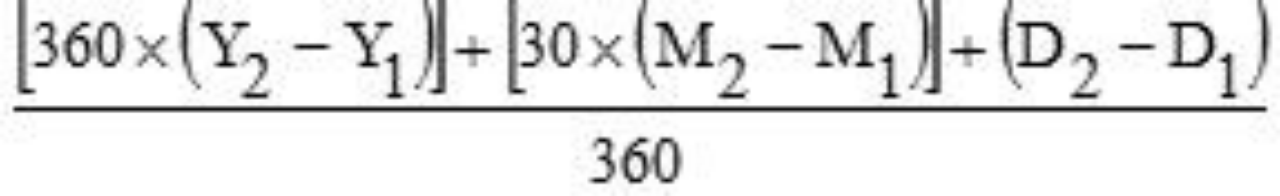 [360×(Y₂ − Y₁)] + [30×(M₂ − M₁)] + (D₂ − D₁)
360